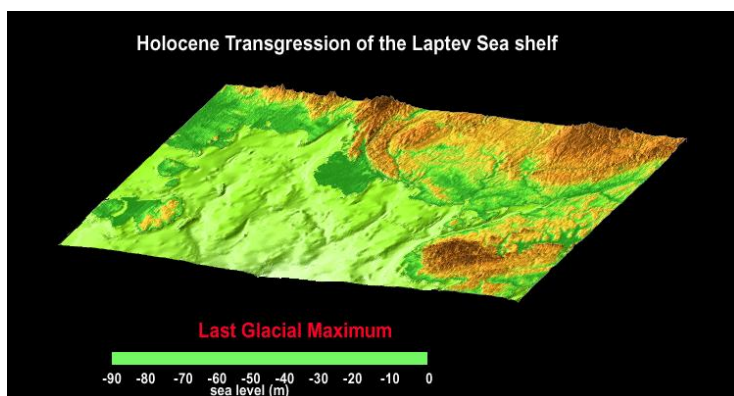 Holocene Transgression of the Laptev Sea shelf
Last Glacial Maximum
-90 -80 -70 -60 -50 -40 -30 -20 -10 0
sea level (m)